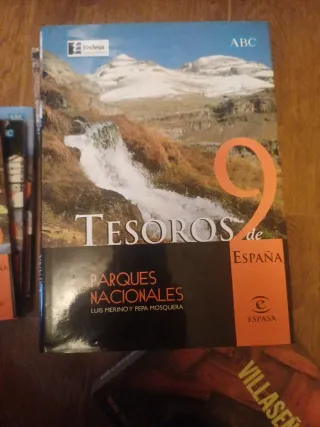 Endesa
ABC
9
TESOROS de
ESPAÑA
PARQUES
NACIONALES
LUIS MERINO Y PEPA MOSQUERA
e
ESPASA
VILLASEÑ